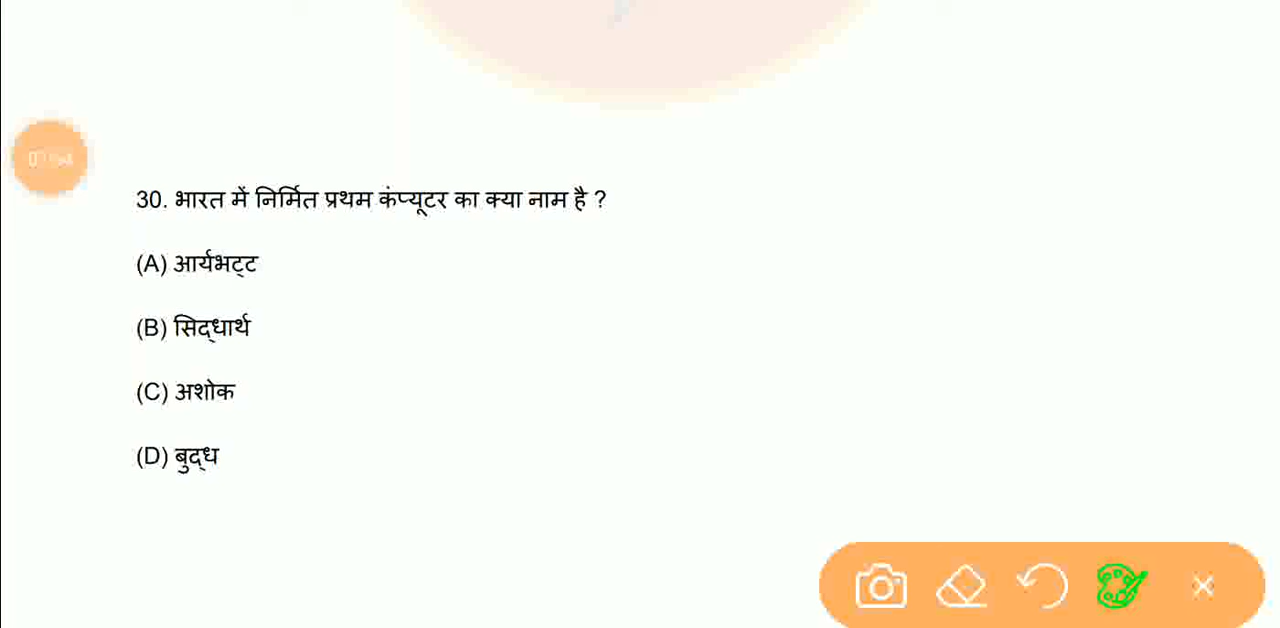 30. भारत में निर्मित प्रथम कंप्यूटर का क्या नाम है ?
(A) आर्यभट्ट
(B) सिद्धार्थ
(C) अशोक
(D) बुद्ध